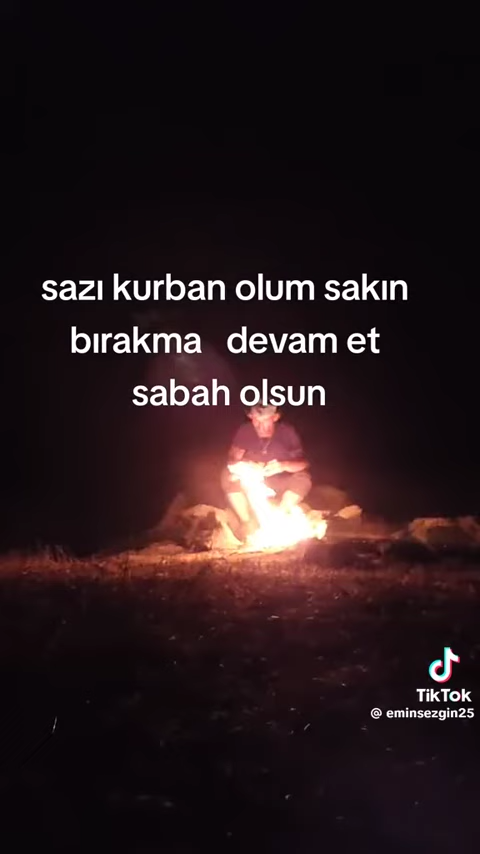 sazı kurban olum sakın
bırakma   devam et
sabah olsun
TikTok
@ eminsezgin25